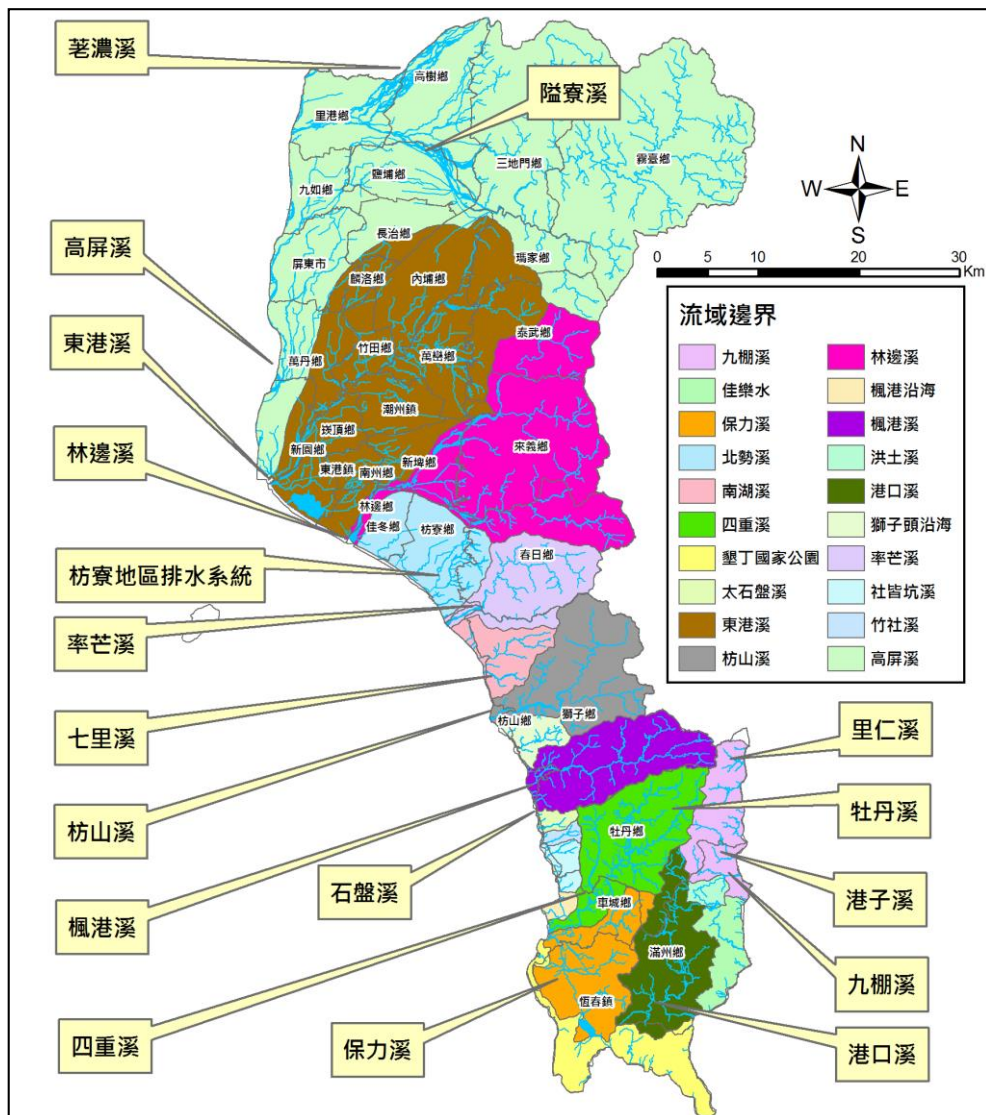 荖濃溪
隘寮溪
高樹鄉
里港鄉
三地門鄉
霧臺鄉
鹽埔鄉
九如鄉
N
W
E
S
長治鄉
高屏溪
屏東市
瑪家鄉
麟洛鄉
內埔鄉
0
5
10
20
30
Km
東港溪
泰武鄉
竹田鄉
萬巒鄉
萬丹鄉
潮州鎮
林邊溪
崁頂鄉
新園鄉
來義鄉
新埤鄉
東港鎮
南州鄉
林邊鄉
佳冬鄉
枋寮鄉
春日鄉
枋寮地區排水系統
率芒溪
七里溪
枋山鄉
獅子鄉
枋山溪
楓港溪
石盤溪
牡丹鄉
車城鄉
滿州鄉
恆春鎮
四重溪
保力溪
里仁溪
牡丹溪
港子溪
九棚溪
港口溪
流域邊界
九棚溪
佳樂水
保力溪
北勢溪
南湖溪
四重溪
墾丁國家公園
太石盤溪
東港溪
枋山溪
林邊溪
楓港沿海
楓港溪
洪土溪
港口溪
獅子頭沿海
率芒溪
社皆坑溪
竹社溪
高屏溪